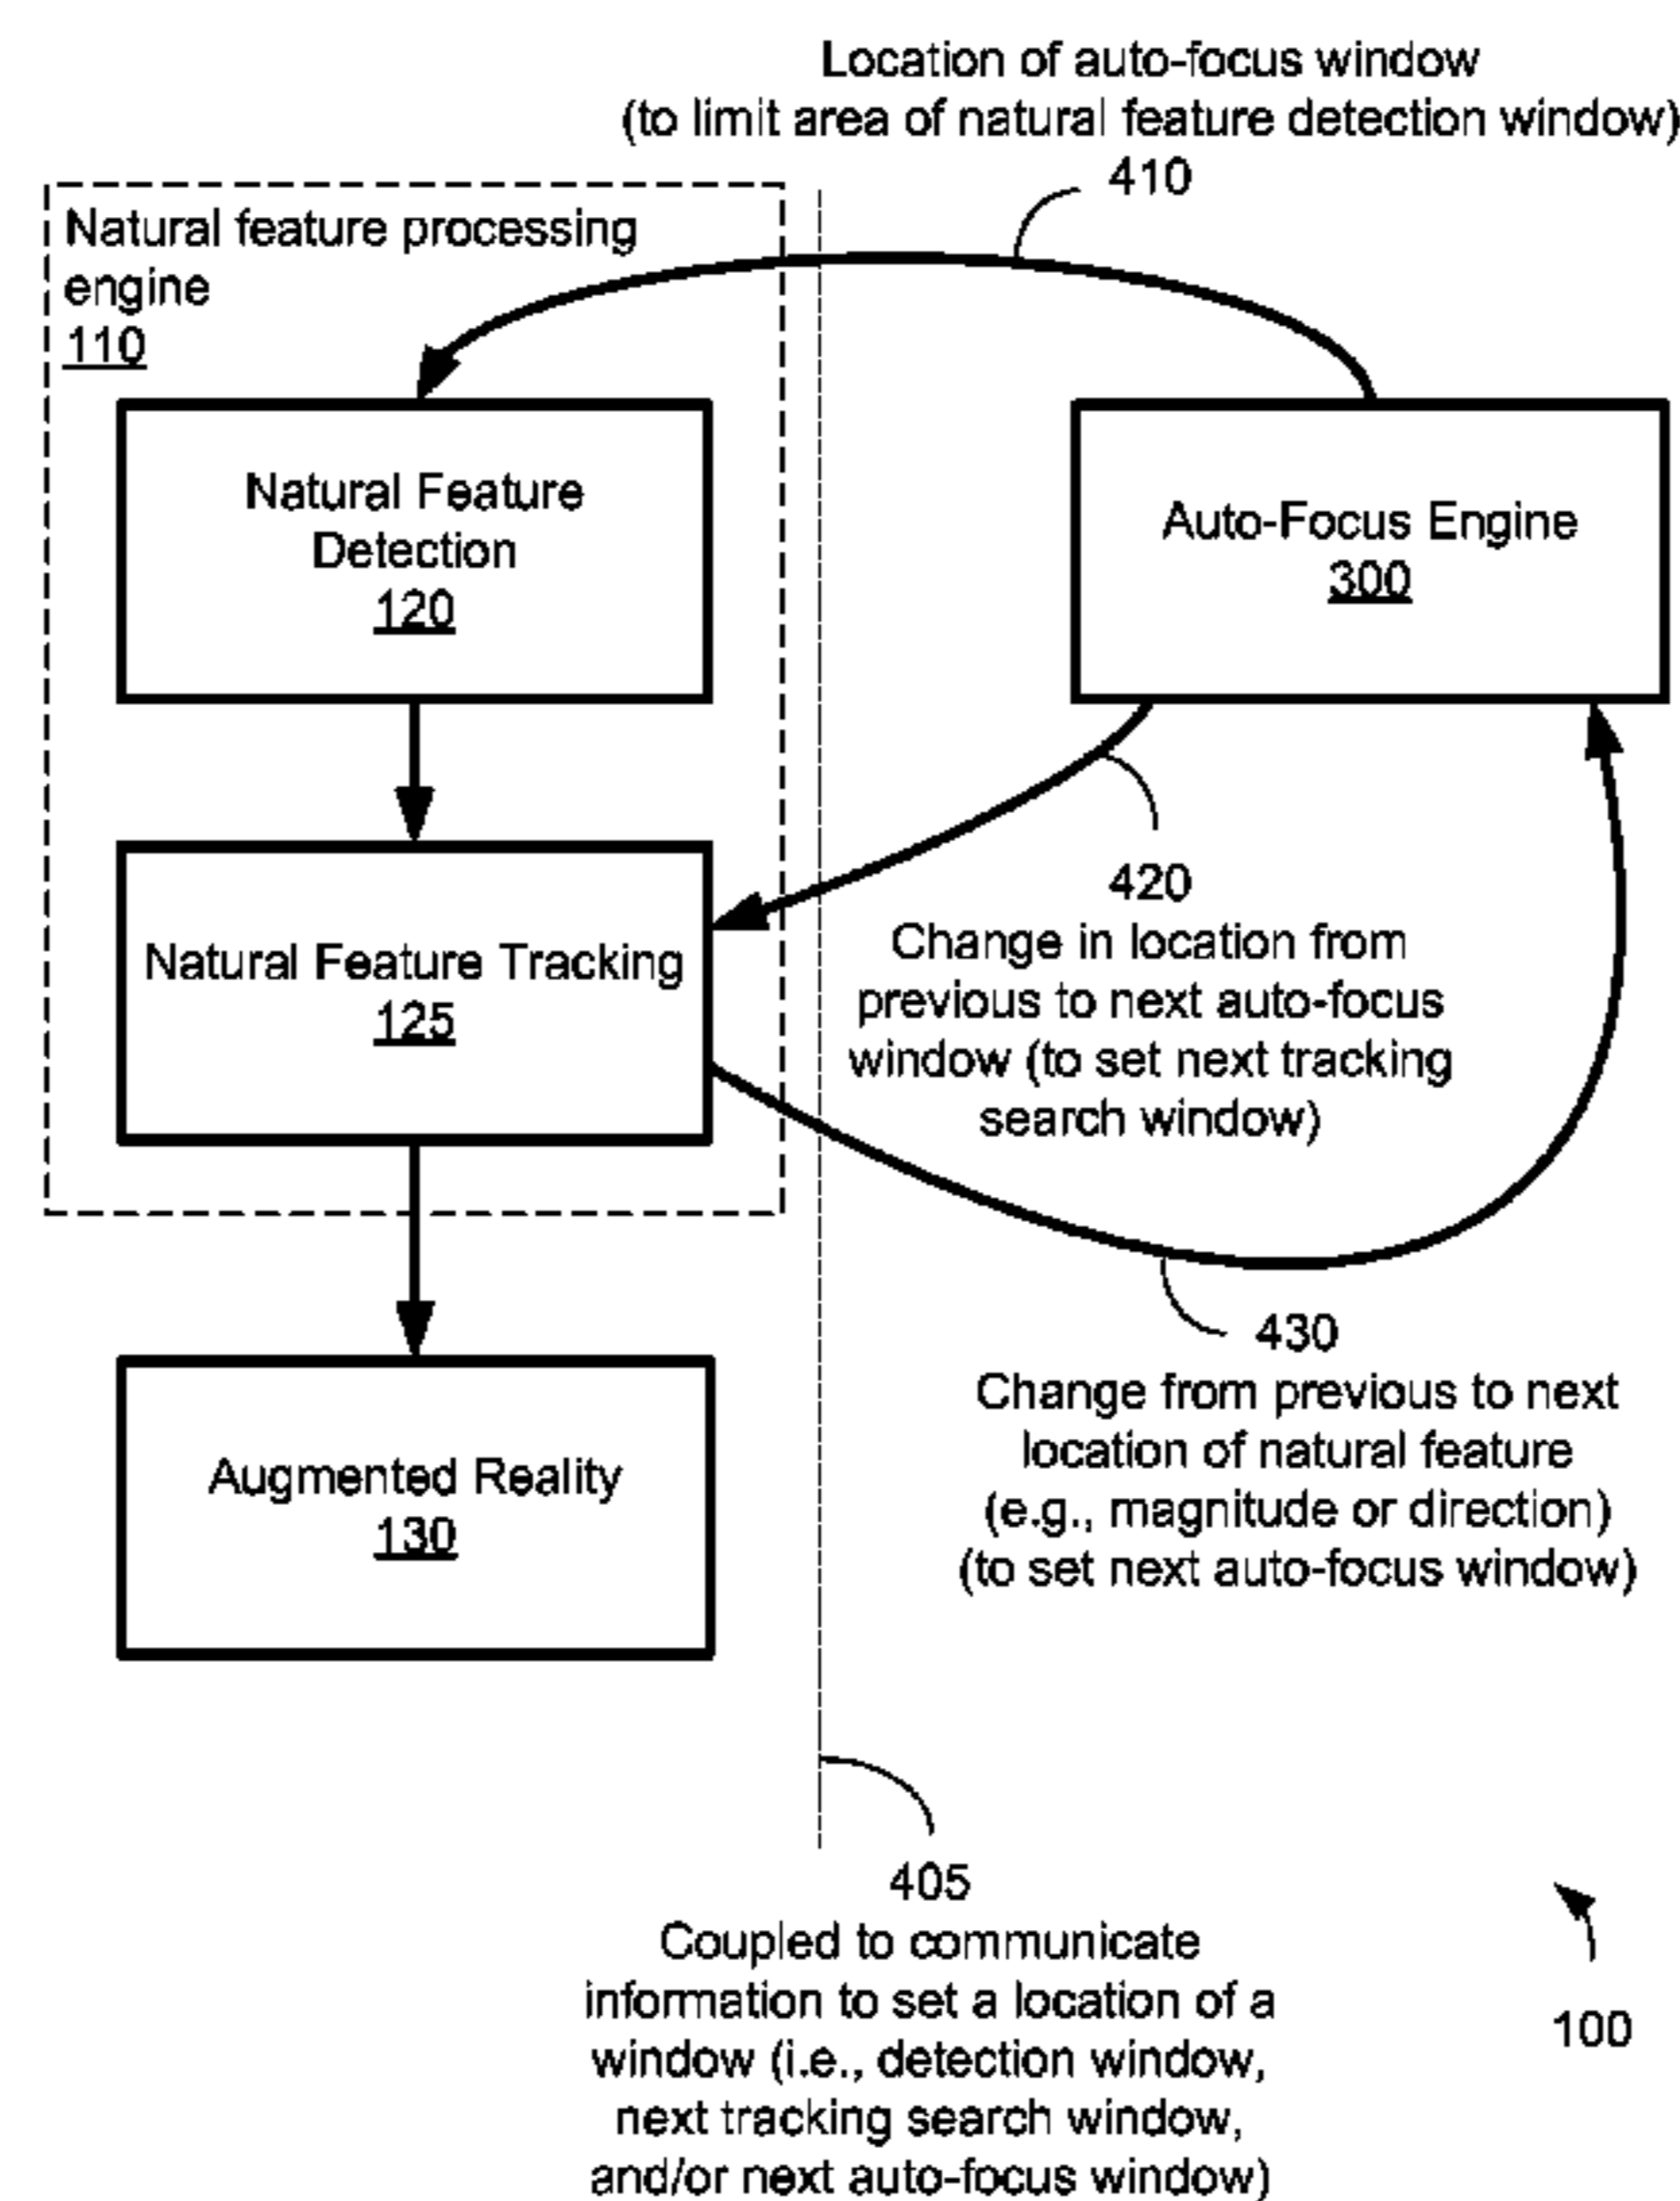 Location of auto-focus window
(to limit area of natural feature detection window)
410
Natural feature processing
engine
110
Natural Feature
Detection
120
Auto-Focus Engine
300
420
Change in location from
previous to next auto-focus
window (to set next tracking
search window)
Natural Feature Tracking
125
430
Change from previous to next
location of natural feature
(e.g., magnitude or direction)
(to set next auto-focus window)
Augmented Reality
130
405
Coupled to communicate
information to set a location of a
window (i.e., detection window,
next tracking search window,
and/or next auto-focus window)
100